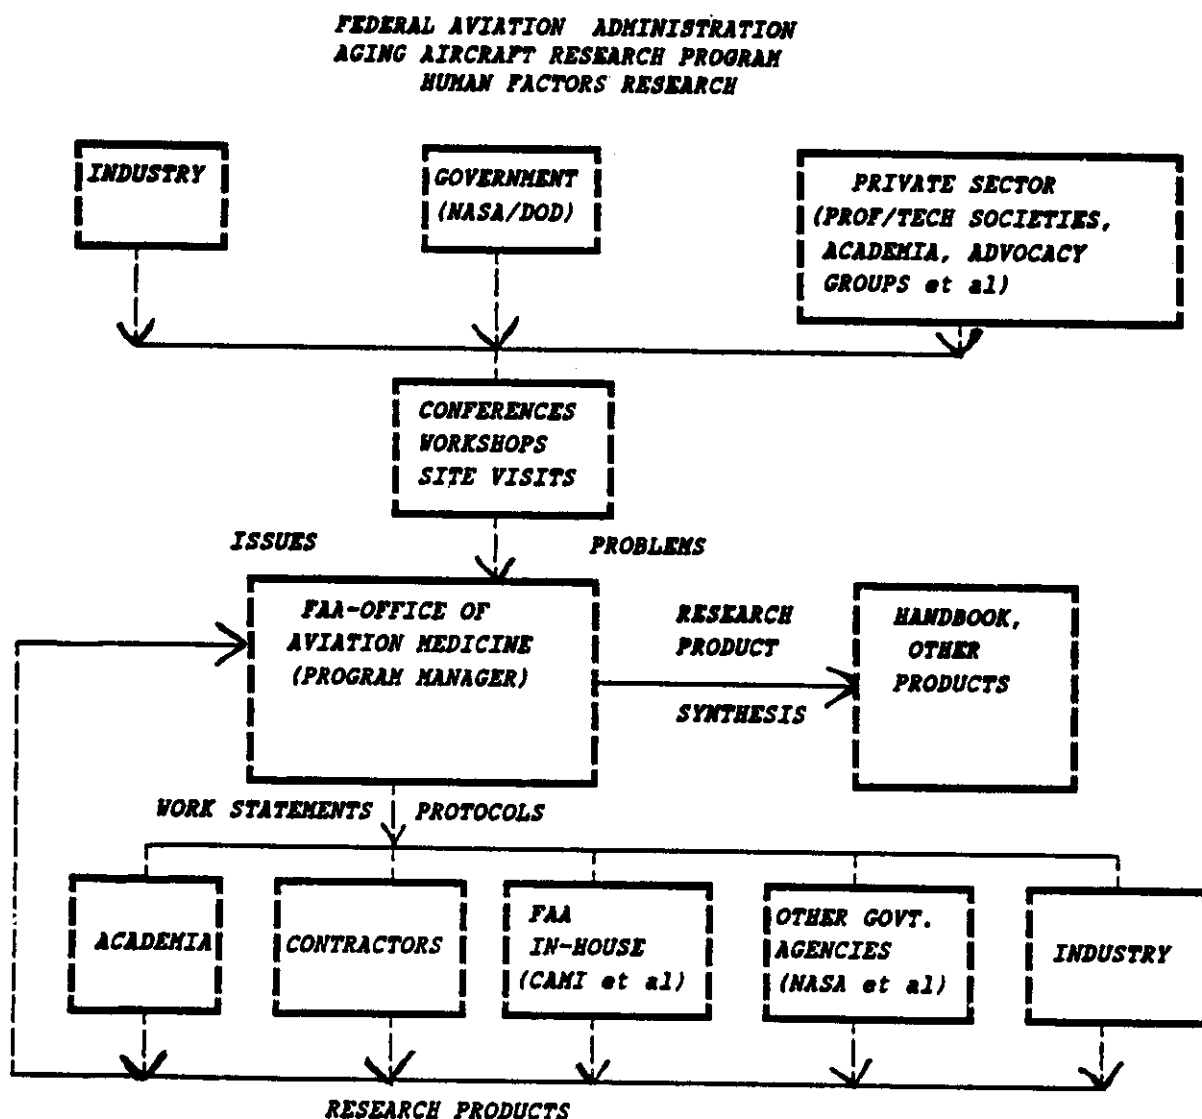 FEDERAL AVIATION ADMINISTRATION
AGING AIRCRAFT RESEARCH PROGRAM
HUMAN FACTORS RESEARCH
INDUSTRY
GOVERNMENT
(NASA/DOD)
PRIVATE SECTOR
(PROF/TECH SOCIETIES,
ACADEMIA, ADVOCACY
GROUPS et al)
CONFERENCES
WORKSHOPS
SITE VISITS
ISSUES
PROBLEMS
FAA-OFFICE OF
AVIATION MEDICINE
(PROGRAM MANAGER)
RESEARCH
PRODUCT
SYNTHESIS
HANDBOOK,
OTHER
PRODUCTS
WORK STATEMENTS
PROTOCOLS
ACADEMIA
CONTRACTORS
FAA
IN-HOUSE
(CAMI et al)
OTHER GOVT.
AGENCIES
(NASA et al)
INDUSTRY
RESEARCH PRODUCTS